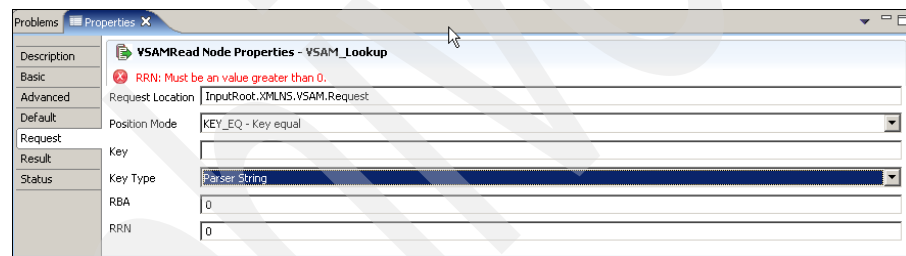 Problems Properties
Description
VSAMRead Node Properties - VSAM_Lookup
Basic
RRN: Must be an value greater than 0.
Advanced
Request Location InputRoot.XMLNS.VSAM.Request
Default
Position Mode KEY_EQ - Key equal
Request
Key
Result
Status
Key Type Parser String
RBA 0
RRN 0